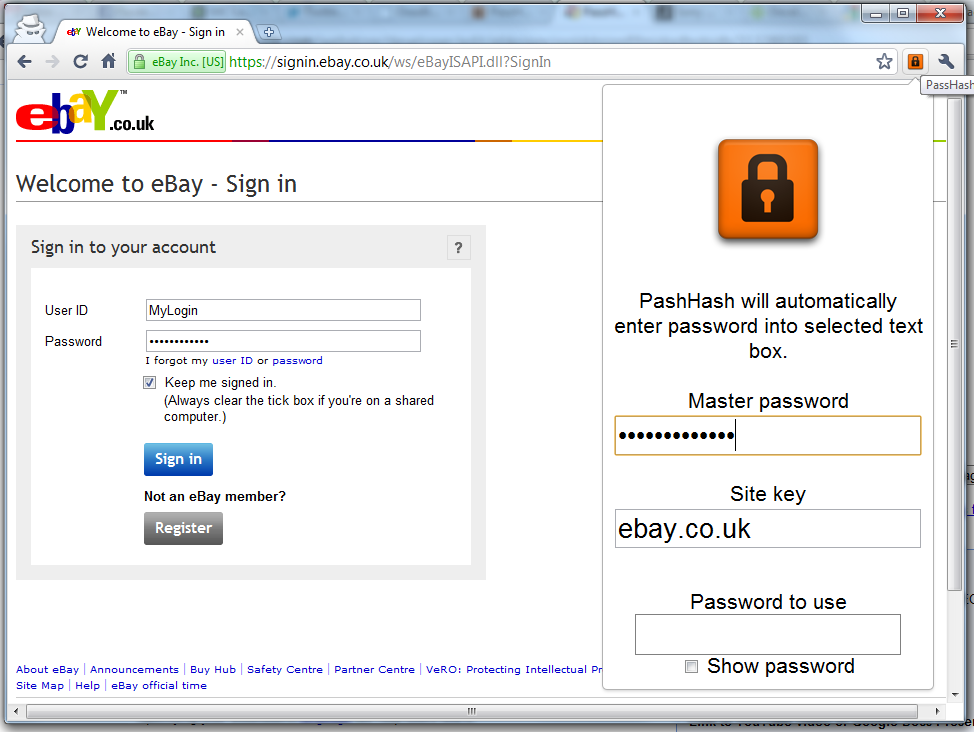 Welcome to eBay - Sign in
eBay Inc. [US] https://signin.ebay.co.uk/ws/eBayISAPI.dll?SignIn
PassHash
ebay™.co.uk
Welcome to eBay - Sign in
Sign in to your account
?
User ID
MyLogin
Password
••••••••••••
I forgot my user ID or password
Keep me signed in.
(Always clear the tick box if you're on a shared
computer.)
Sign in
Not an eBay member?
Register
About eBay | Announcements | Buy Hub | Safety Centre | Partner Centre | VeRO: Protecting Intellectual Pr
Site Map | Help | eBay official time
PashHash will automatically
enter password into selected text
box.
Master password
•••••••••••••
Site key
ebay.co.uk
Password to use
Show password